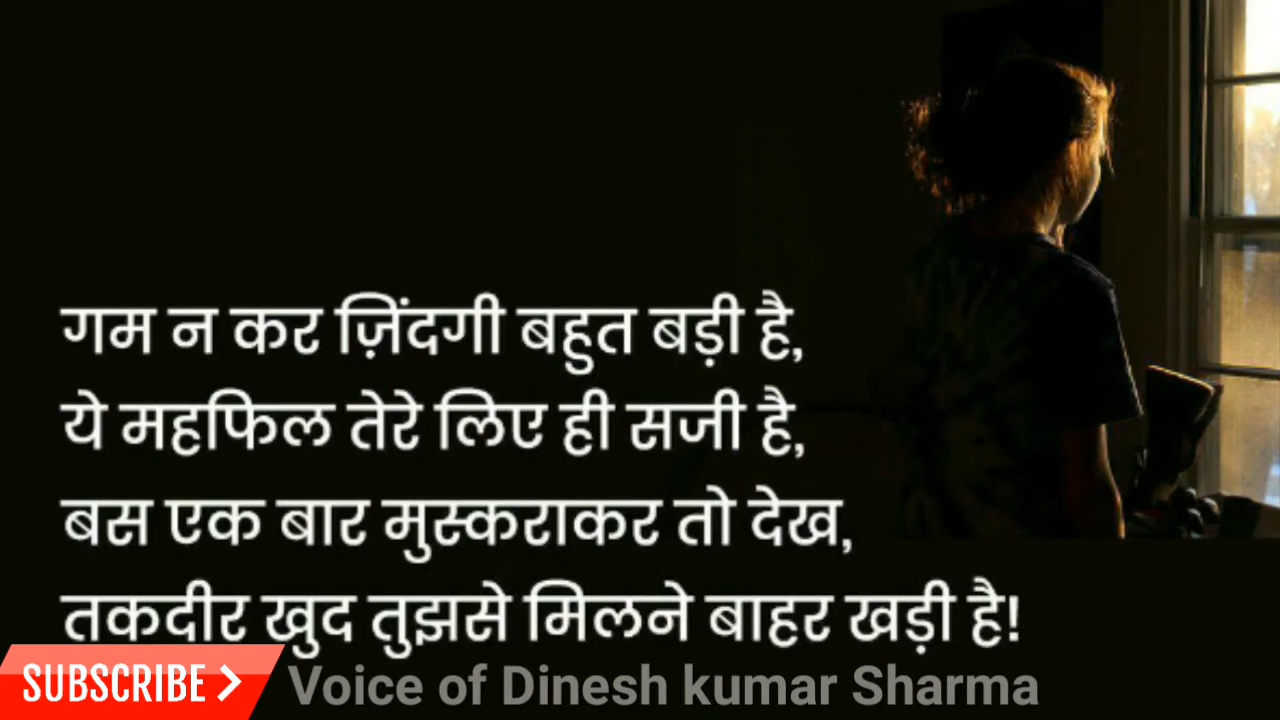 गम न कर ज़िंदगी बहुत बड़ी है,
ये महफिल तेरे लिए ही सजी है,
बस एक बार मुस्कराकर तो देख,
तकदीर खुद तुझसे मिलने बाहर खड़ी है!
SUBSCRIBE Voice of Dinesh kumar Sharma